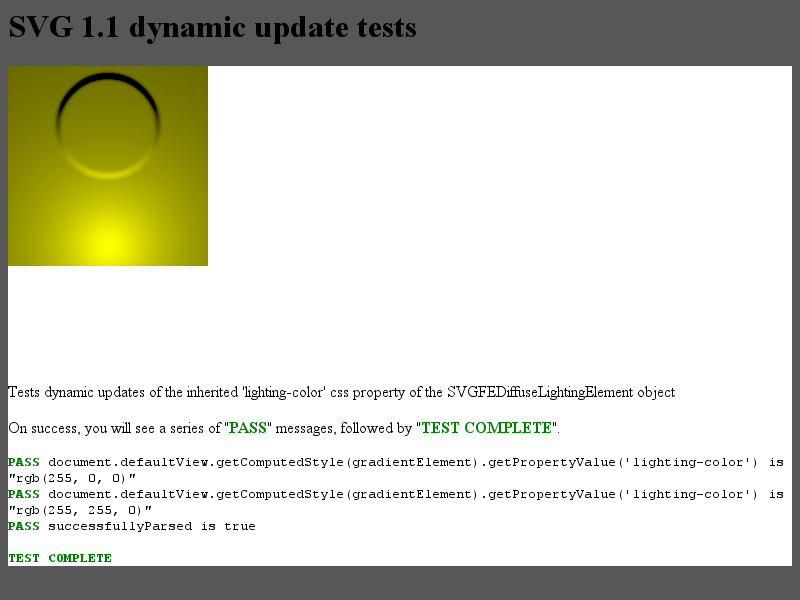 SVG 1.1 dynamic update tests
Tests dynamic updates of the inherited 'lighting-color' css property of the SVGFEDiffuseLightingElement object
On success, you will see a series of "PASS" messages, followed by "TEST COMPLETE".
PASS document.defaultView.getComputedStyle(gradientElement).getPropertyValue('lighting-color') is
"rgb(255, 0, 0)"
PASS document.defaultView.getComputedStyle(gradientElement).getPropertyValue('lighting-color') is
"rgb(255, 255, 0)"
PASS successfullyParsed is true
TEST COMPLETE